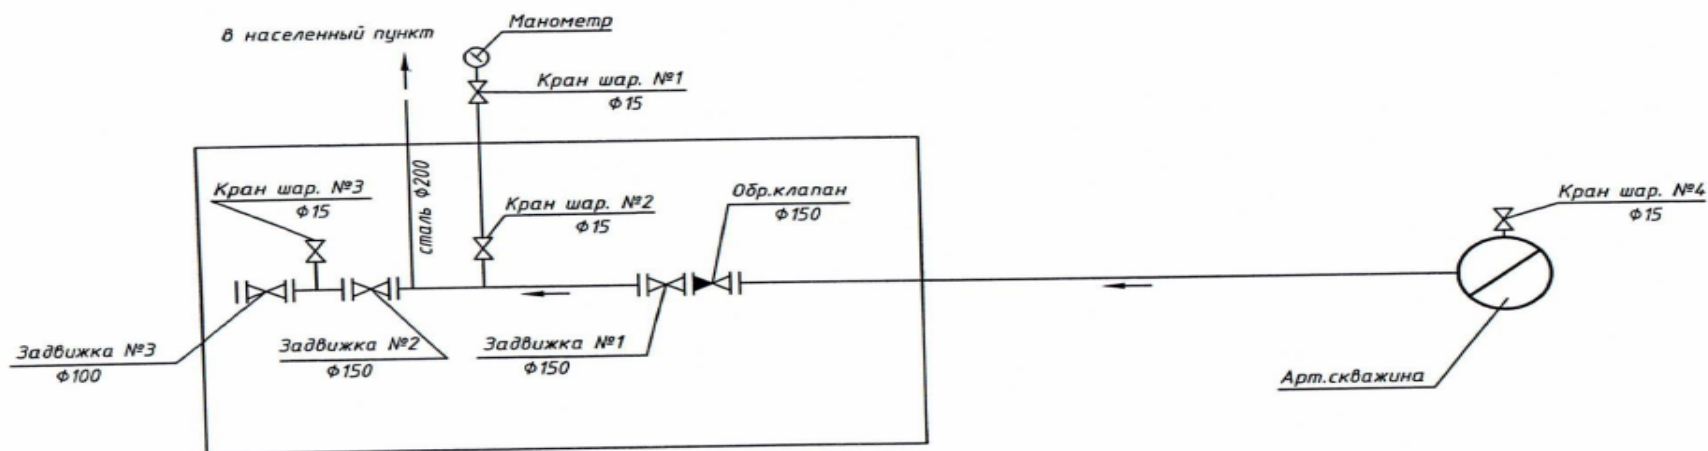 Манометр
в населенный пункт
Кран шар. №1
Ф15
сталь Ф200
Кран шар. №3
Ф15
Кран шар. №2
Ф15
Обр.клапан
Ф150
Кран шар. №4
Ф15
Задвижка №3
Ф100
Задвижка №2
Ф150
Задвижка №1
Ф150
Арт.скважина